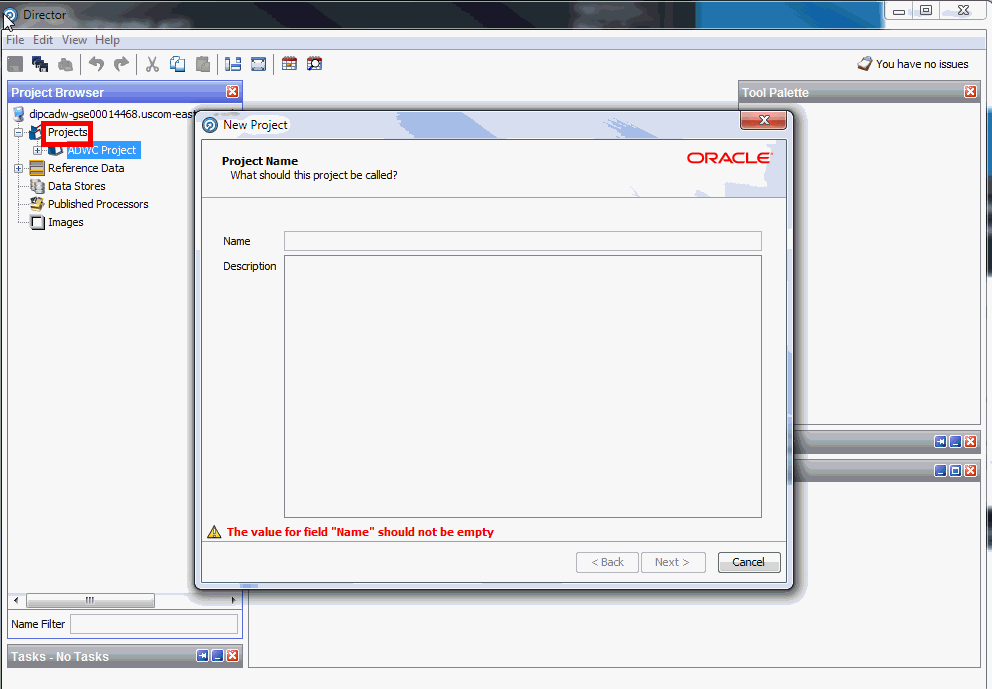 Director
File Edit View Help
You have no issues
Project Browser
Tool Palette
dipcadw-gse00014468.uscom-east
Projects
ADWC Project
Reference Data
Data Stores
Published Processors
Images
New Project
Project Name
What should this project be called?
ORACLE
Name
Description
The value for field "Name" should not be empty
< Back Next > Cancel
Name Filter
Tasks - No Tasks